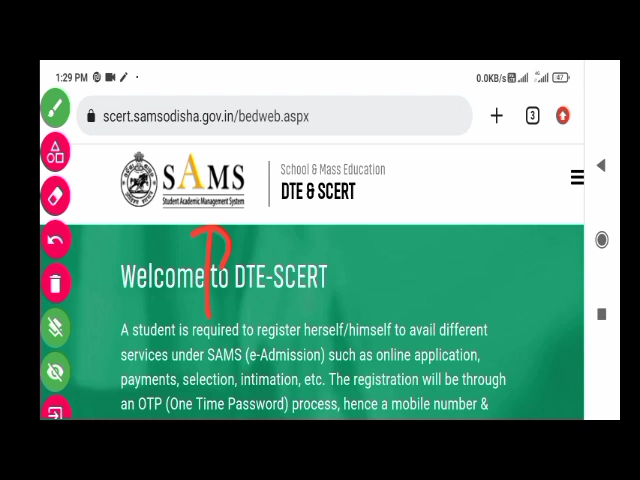 1:29 PM
0.0KB/s 4G 47
scert.samsodisha.gov.in/bedweb.aspx
3
SAMS
Student Academic Management System
School & Mass Education
DTE & SCERT
P
Welcome to DTE-SCERT
A student is required to register herself/himself to avail different
services under SAMS (e-Admission) such as online application,
payments, selection, intimation, etc. The registration will be through
an OTP (One Time Password) process, hence a mobile number &